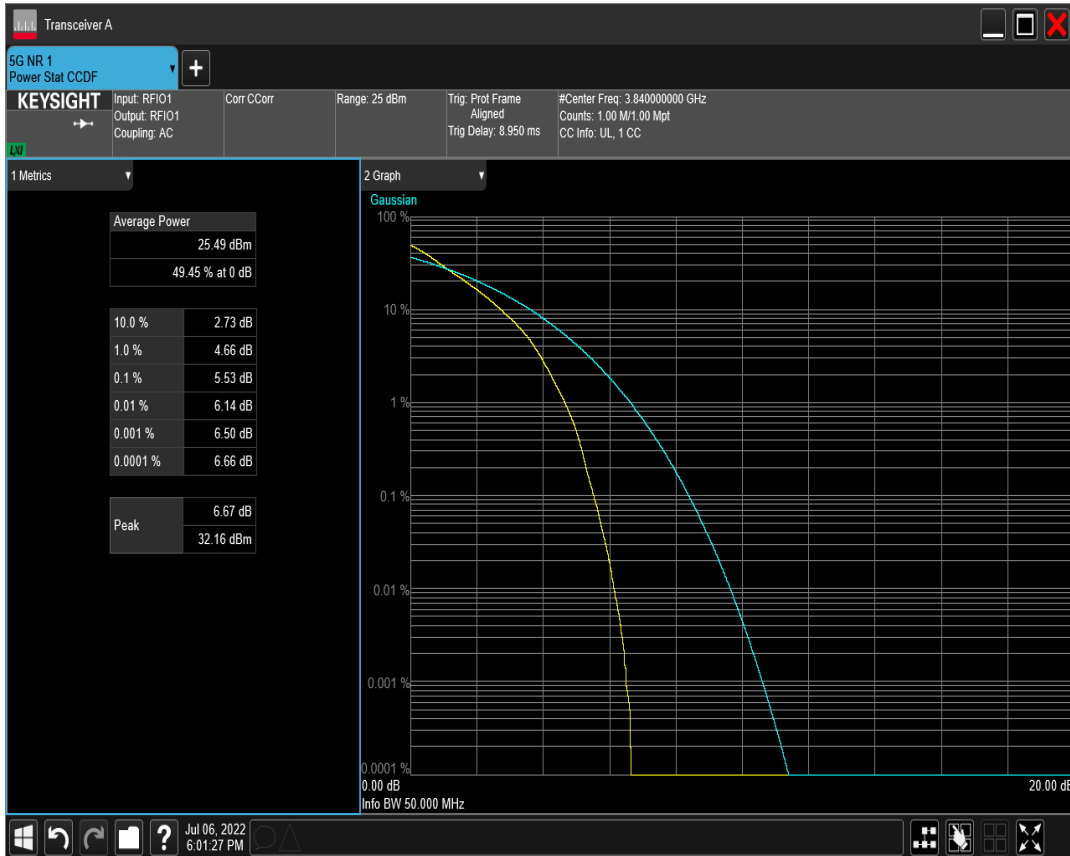 Transceiver A
5G NR 1
Power Stat CCDF
+
KEYSIGHT
LXI
Input: RFIO1
Output: RFIO1
Coupling: AC
Corr CCorr
Range: 25 dBm
Trig: Prot Frame
Aligned
Trig Delay: 8.950 ms
#Center Freq: 3.840000000 GHz
Counts: 1.00 M/1.00 Mpt
CC Info: UL, 1 CC
1 Metrics
Average Power
25.49 dBm
49.45 % at 0 dB
10.0 % 2.73 dB
1.0 % 4.66 dB
0.1 % 5.53 dB
0.01 % 6.14 dB
0.001 % 6.50 dB
0.0001 % 6.66 dB
Peak
6.67 dB
32.16 dBm
2 Graph
Gaussian
100 %
10 %
1 %
0.1 %
0.01 %
0.001 %
0.0001 %
0.00 dB 20.00 dB
Info BW 50.000 MHz
?
Jul 06, 2022
6:01:27 PM